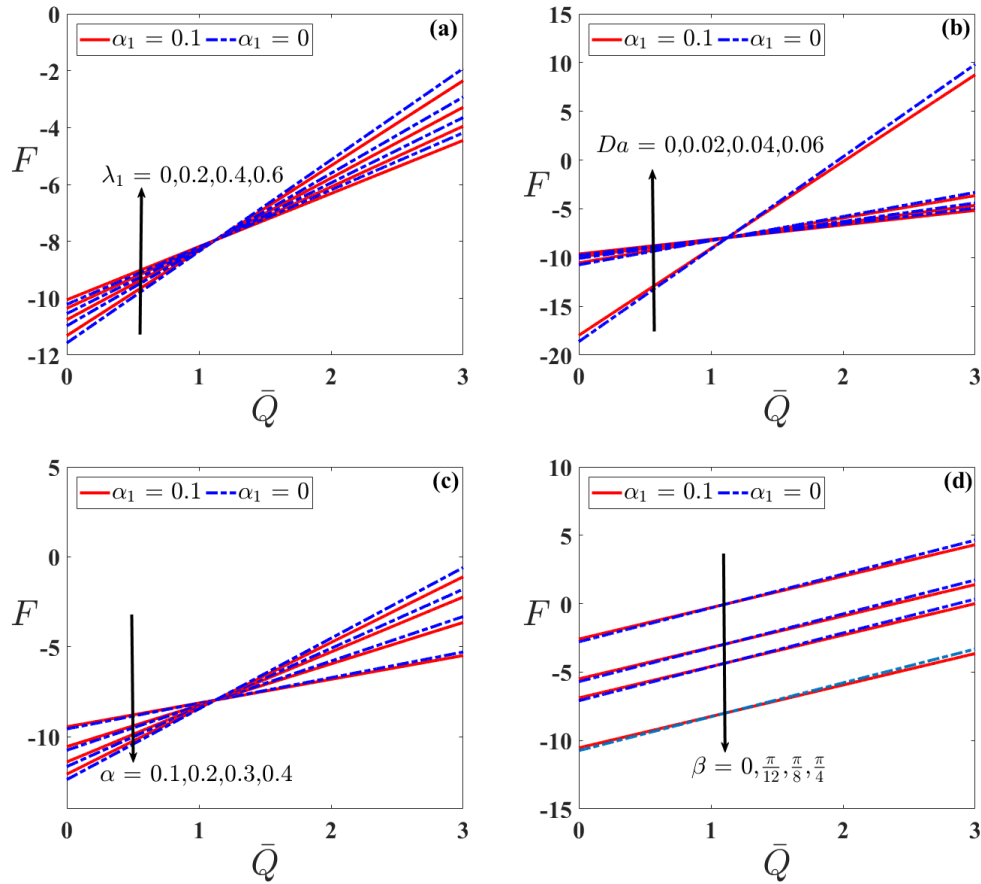 (a)
α₁ = 0.1 α₁ = 0
0
-2
-4
-6
-8
-10
-12
F
λ₁ = 0,0.2,0.4,0.6
0 1 2 3
Q̄
(b)
α₁ = 0.1 α₁ = 0
15
10
5
0
-5
-10
-15
-20
F
Da = 0,0.02,0.04,0.06
0 1 2 3
Q̄
(c)
α₁ = 0.1 α₁ = 0
5
0
-5
-10
F
α = 0.1,0.2,0.3,0.4
0 1 2 3
Q̄
(d)
α₁ = 0.1 α₁ = 0
10
5
0
-5
-10
-15
F
β = 0, π/12, π/8, π/4
0 1 2 3
Q̄